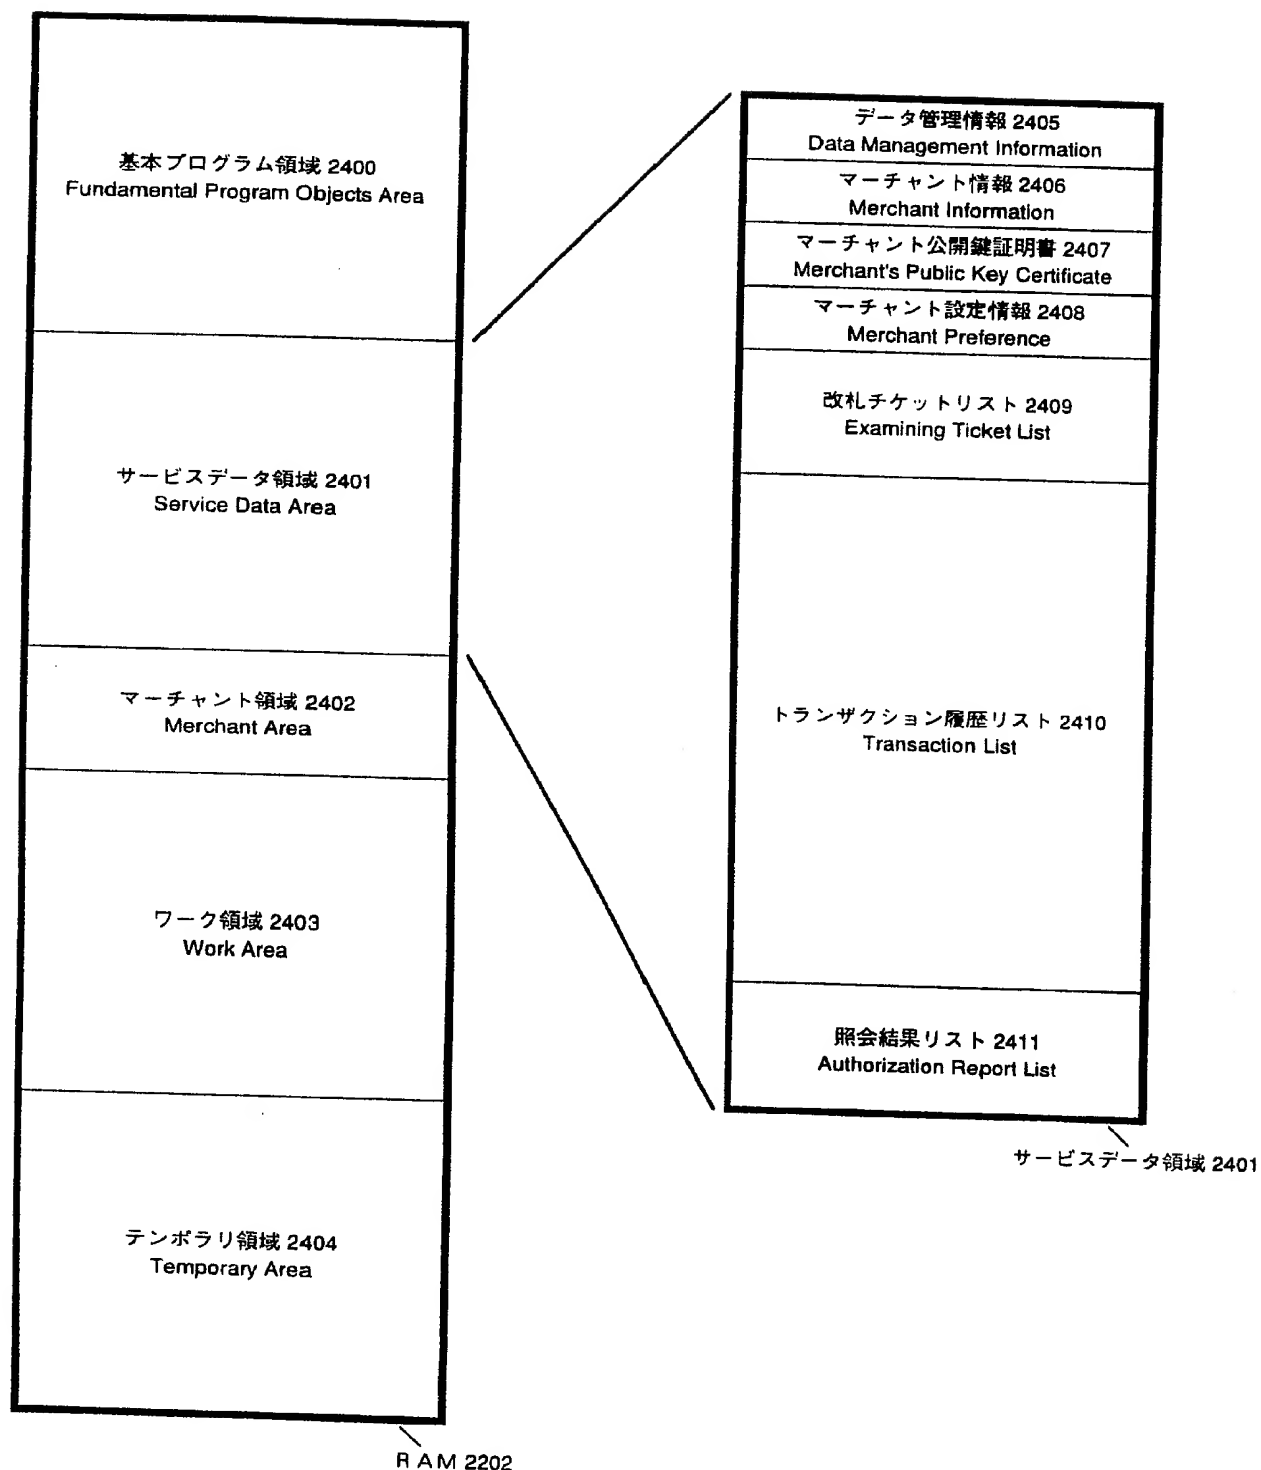 基本プログラム領域 2400
Fundamental Program Objects Area
サービスデータ領域 2401
Service Data Area
マーチャント領域 2402
Merchant Area
ワーク領域 2403
Work Area
テンポラリ領域 2404
Temporary Area
RAM 2202
データ管理情報 2405
Data Management Information
マーチャント情報 2406
Merchant Information
マーチャント公開鍵証明書 2407
Merchant's Public Key Certificate
マーチャント設定情報 2408
Merchant Preference
改札チケットリスト 2409
Examining Ticket List
トランザクション履歴リスト 2410
Transaction List
照会結果リスト 2411
Authorization Report List
サービスデータ領域 2401